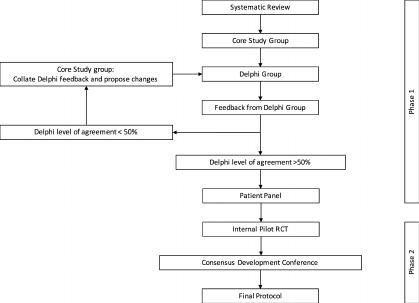 Systematic Review
Core Study Group
Core Study group:
Collate Delphi feedback and propose changes
Delphi Group
Feedback from Delphi Group
Delphi level of agreement < 50%
Delphi level of agreement >50%
Patient Panel
Phase 1
Internal Pilot RCT
Consensus Development Conference
Final Protocol
Phase 2